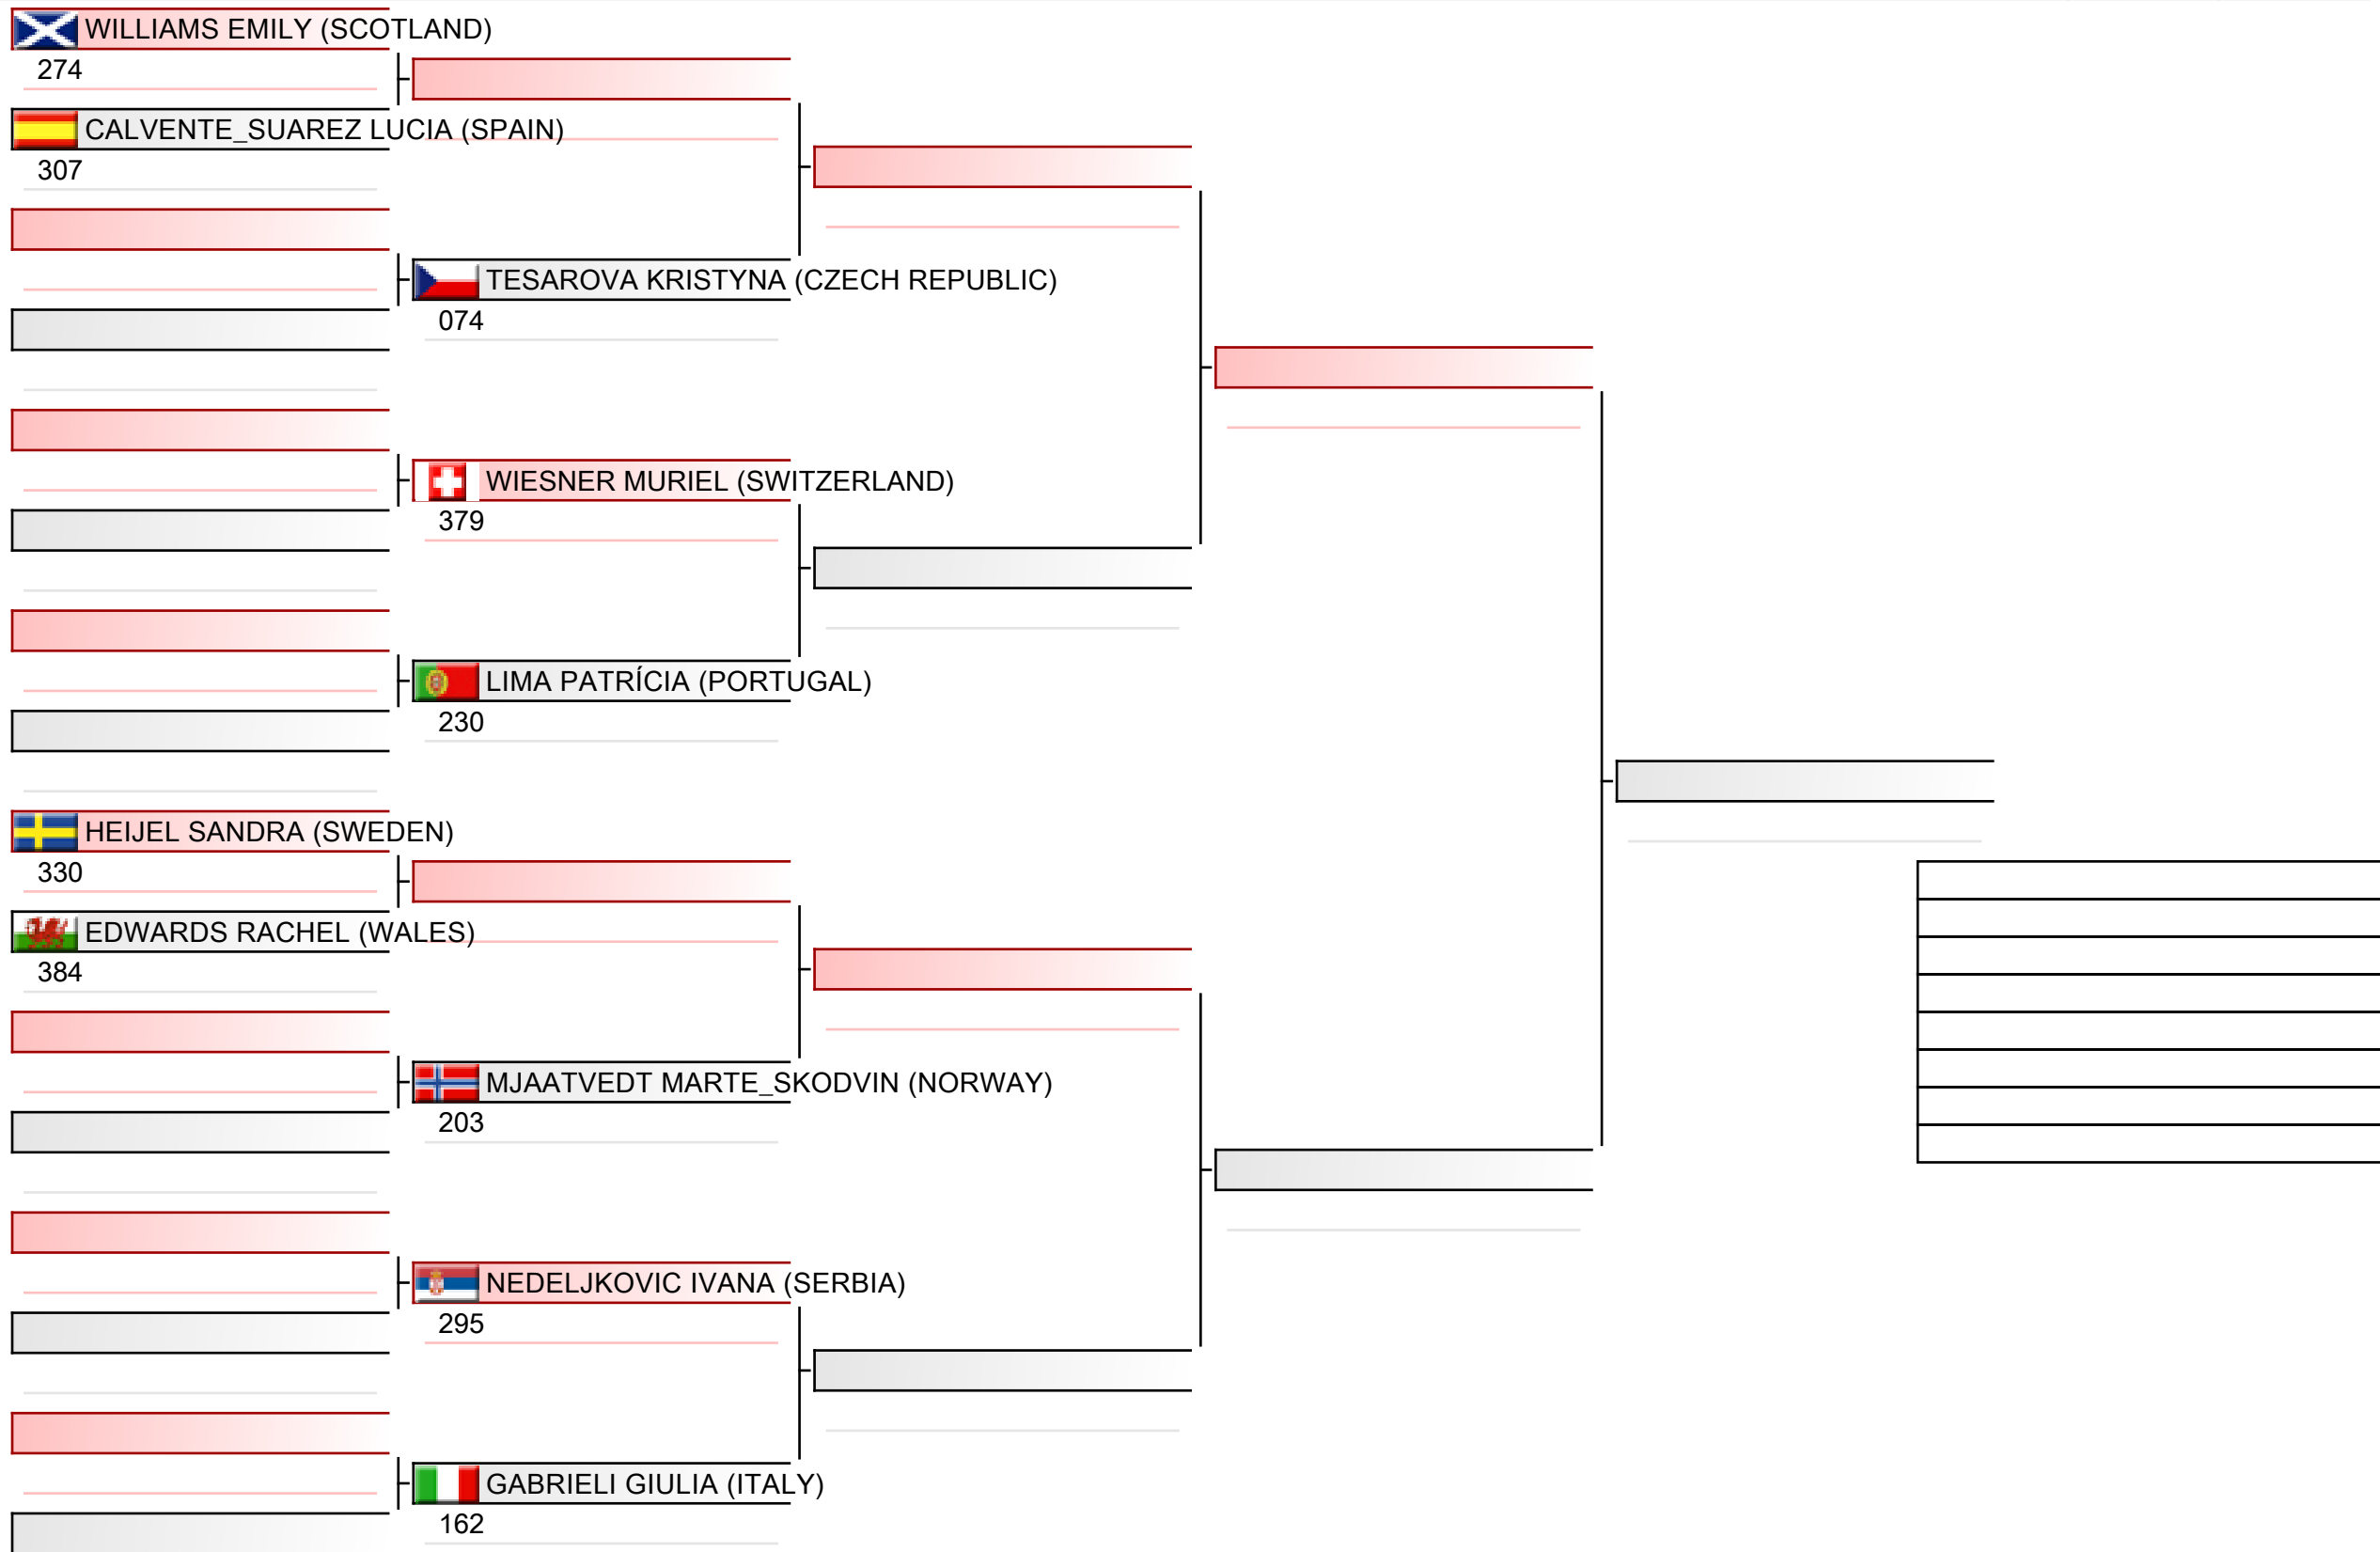 WILLIAMS EMILY (SCOTLAND)
274
CALVENTE_SUAREZ LUCIA (SPAIN)
307
TESAROVA KRISTYNA (CZECH REPUBLIC)
074
WIESNER MURIEL (SWITZERLAND)
379
LIMA PATRÍCIA (PORTUGAL)
230
HEIJEL SANDRA (SWEDEN)
330
EDWARDS RACHEL (WALES)
384
MJAATVEDT MARTE_SKODVIN (NORWAY)
203
NEDELJKOVIC IVANA (SERBIA)
295
GABRIELI GIULIA (ITALY)
162